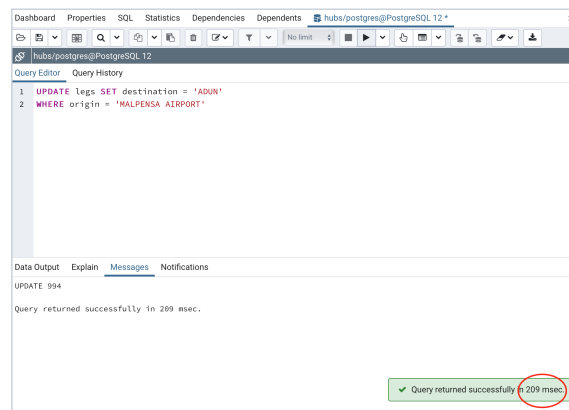 Dashboard Properties SQL Statistics Dependencies Dependents hubs/postgres@PostgreSQL 12 *
No limit
hubs/postgres@PostgreSQL 12
Query Editor Query History
1 UPDATE legs SET destination = 'ADUN'
2 WHERE origin = 'MALPENSA AIRPORT'
Data Output Explain Messages Notifications
UPDATE 994
Query returned successfully in 209 msec.
Query returned successfully in 209 msec.